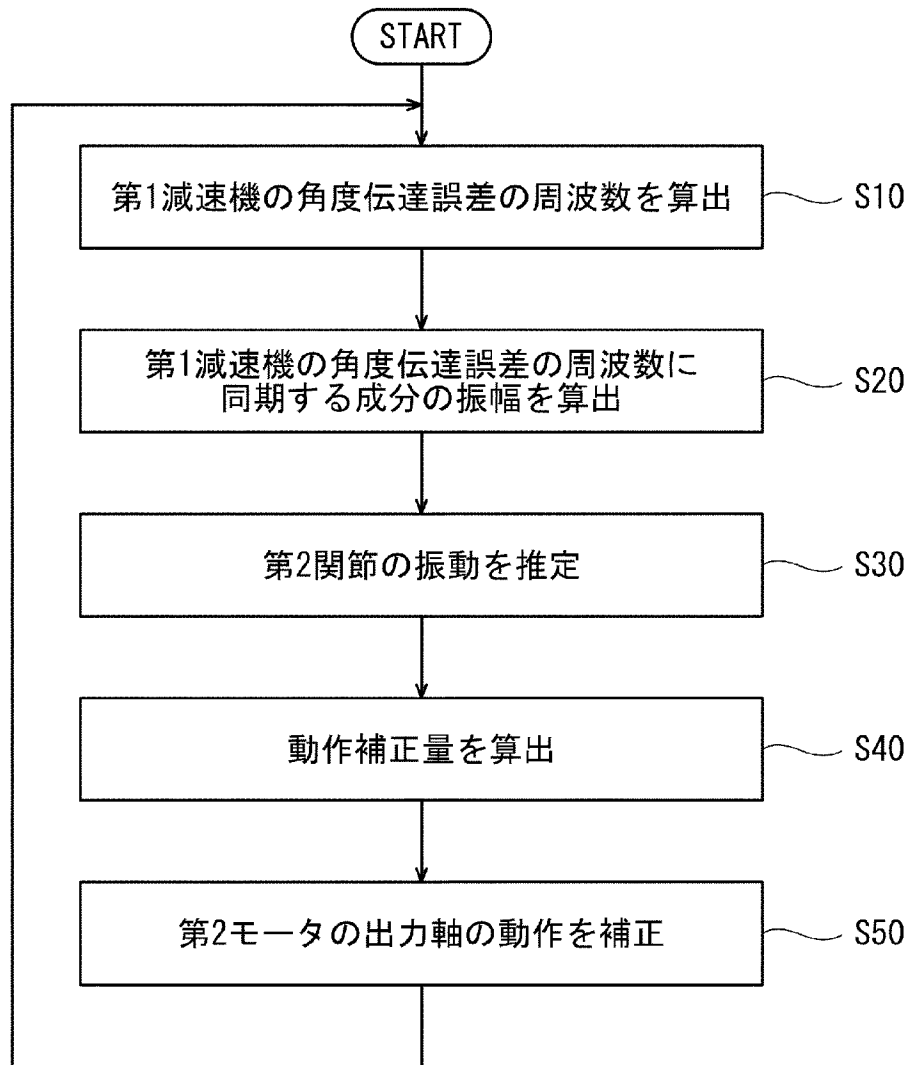 START
第1減速機の角度伝達誤差の周波数を算出
S10
第1減速機の角度伝達誤差の周波数に
同期する成分の振幅を算出
S20
第2関節の振動を推定
S30
動作補正量を算出
S40
第2モータの出力軸の動作を補正
S50